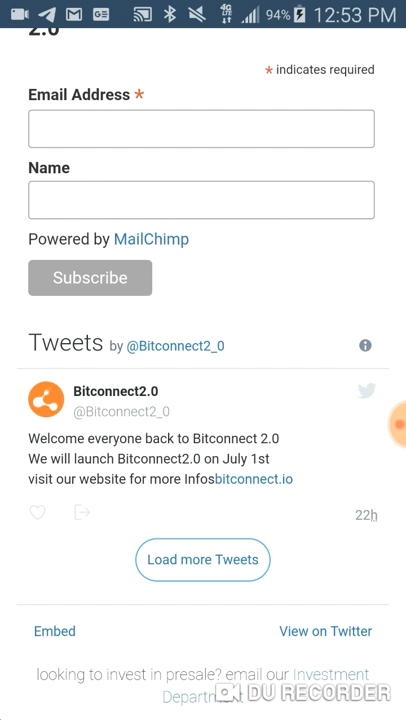 94% 12:53 PM
2.0
* indicates required
Email Address *
Name
Powered by MailChimp
Subscribe
Tweets by @Bitconnect2_0
Bitconnect2.0
@Bitconnect2_0
Welcome everyone back to Bitconnect 2.0
We will launch Bitconnect2.0 on July 1st
visit our website for more Infosbitconnect.io
22h
Load more Tweets
Embed View on Twitter
looking to invest in presale? email our Investment
Department
DU RECORDER